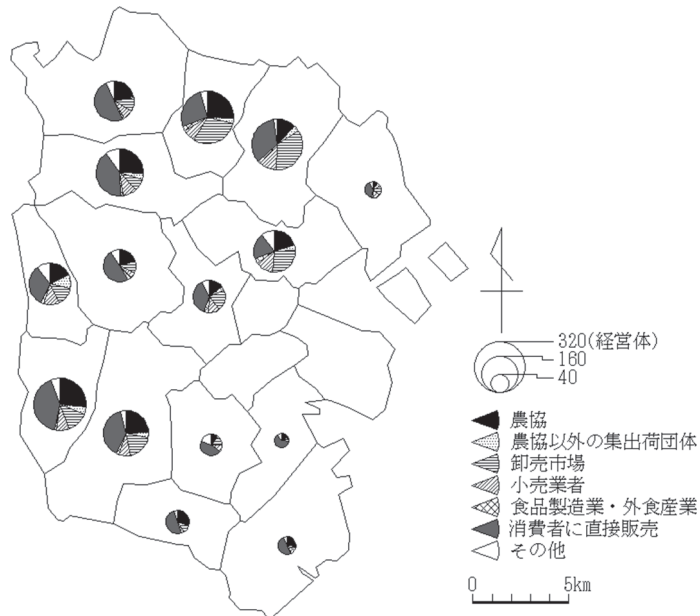 320(経営体)
160
40
農協
農協以外の集出荷団体
卸売市場
小売業者
食品製造業・外食産業
消費者に直接販売
その他
0 5km